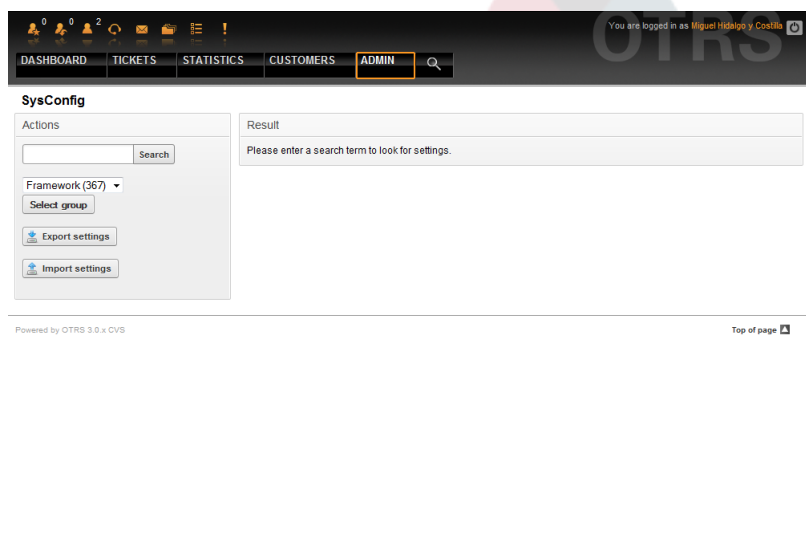 0 0 2
You are logged in as Miguel Hidalgo y Costilla
OTRS
DASHBOARD TICKETS STATISTICS CUSTOMERS ADMIN
SysConfig
Actions
Search
Framework (367)
Select group
Export settings
Import settings
Result
Please enter a search term to look for settings.
Powered by OTRS 3.0.x CVS
Top of page